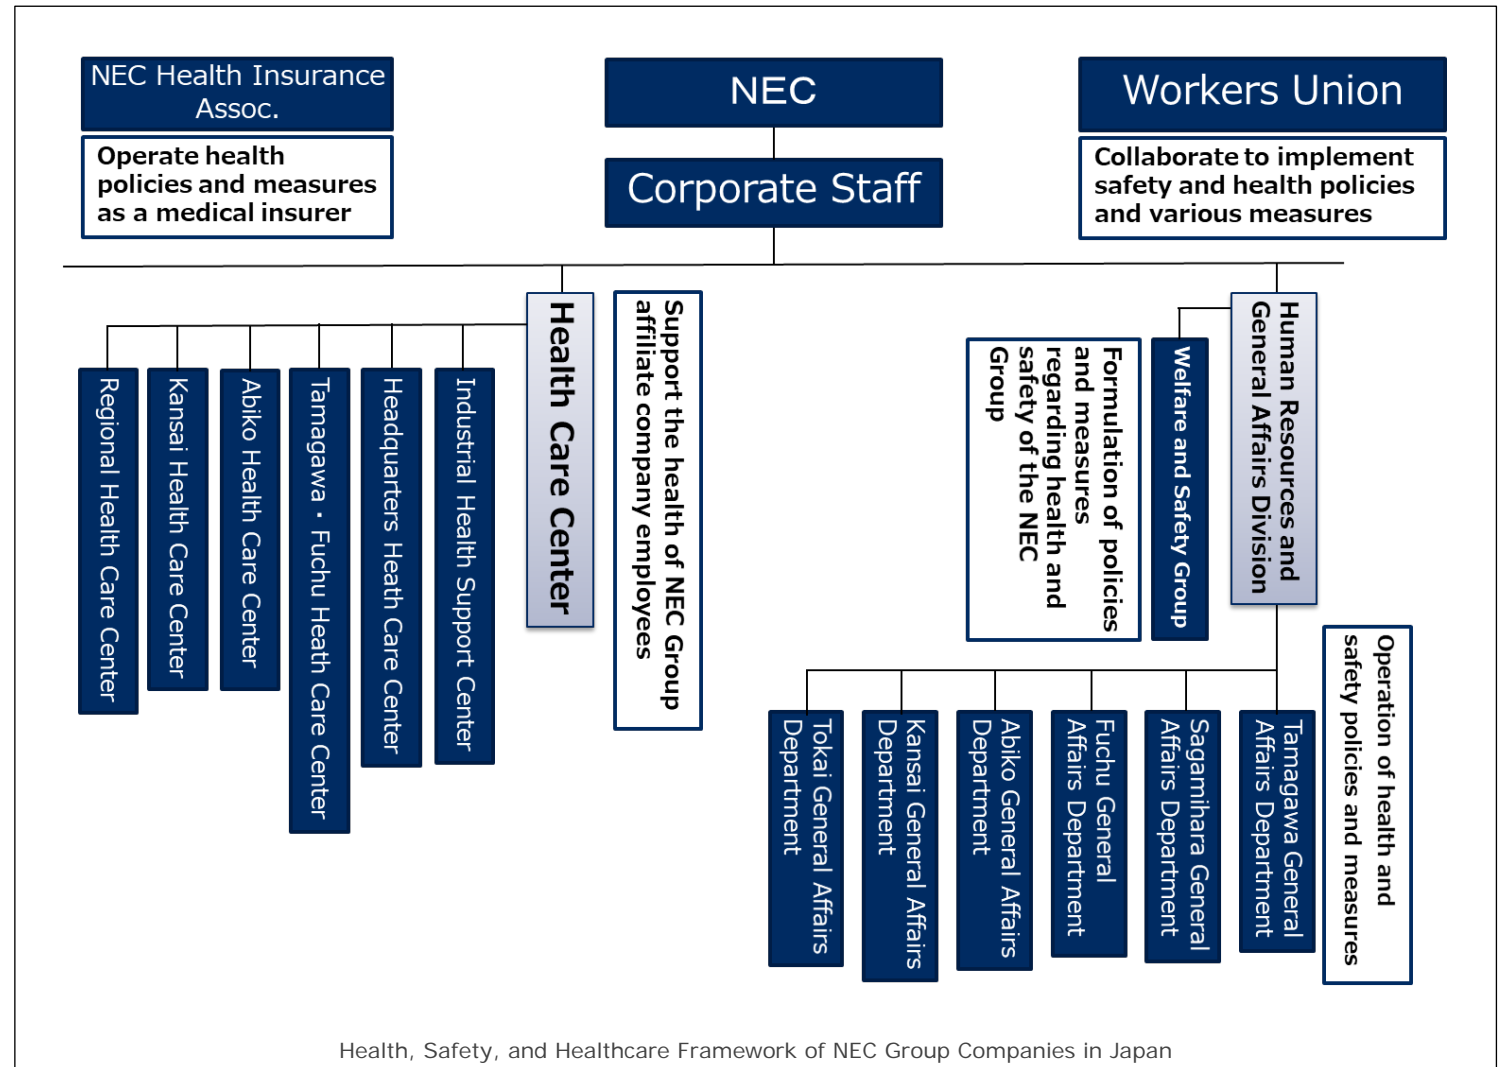 NEC Health Insurance
Assoc.
Operate health
policies and measures
as a medical insurer
NEC
Corporate Staff
Workers Union
Collaborate to implement
safety and health policies
and various measures
Health Care Center
Support the health of NEC Group
affiliate company employees
Industrial Health Support Center
Headquarters Heath Care Center
Tamagawa・Fuchu Heath Care Center
Abiko Health Care Center
Kansai Health Care Center
Regional Health Care Center
Human Resources and
General Affairs Division
Welfare and Safety Group
Formulation of policies
and measures
regarding health and
safety of the NEC
Group
Operation of health and
safety policies and measures
Tamagawa General
Affairs Department
Sagamihara General
Affairs Department
Fuchu General
Affairs Department
Abiko General Affairs
Department
Kansai General Affairs
Department
Tokai General Affairs
Department
Health, Safety, and Healthcare Framework of NEC Group Companies in Japan